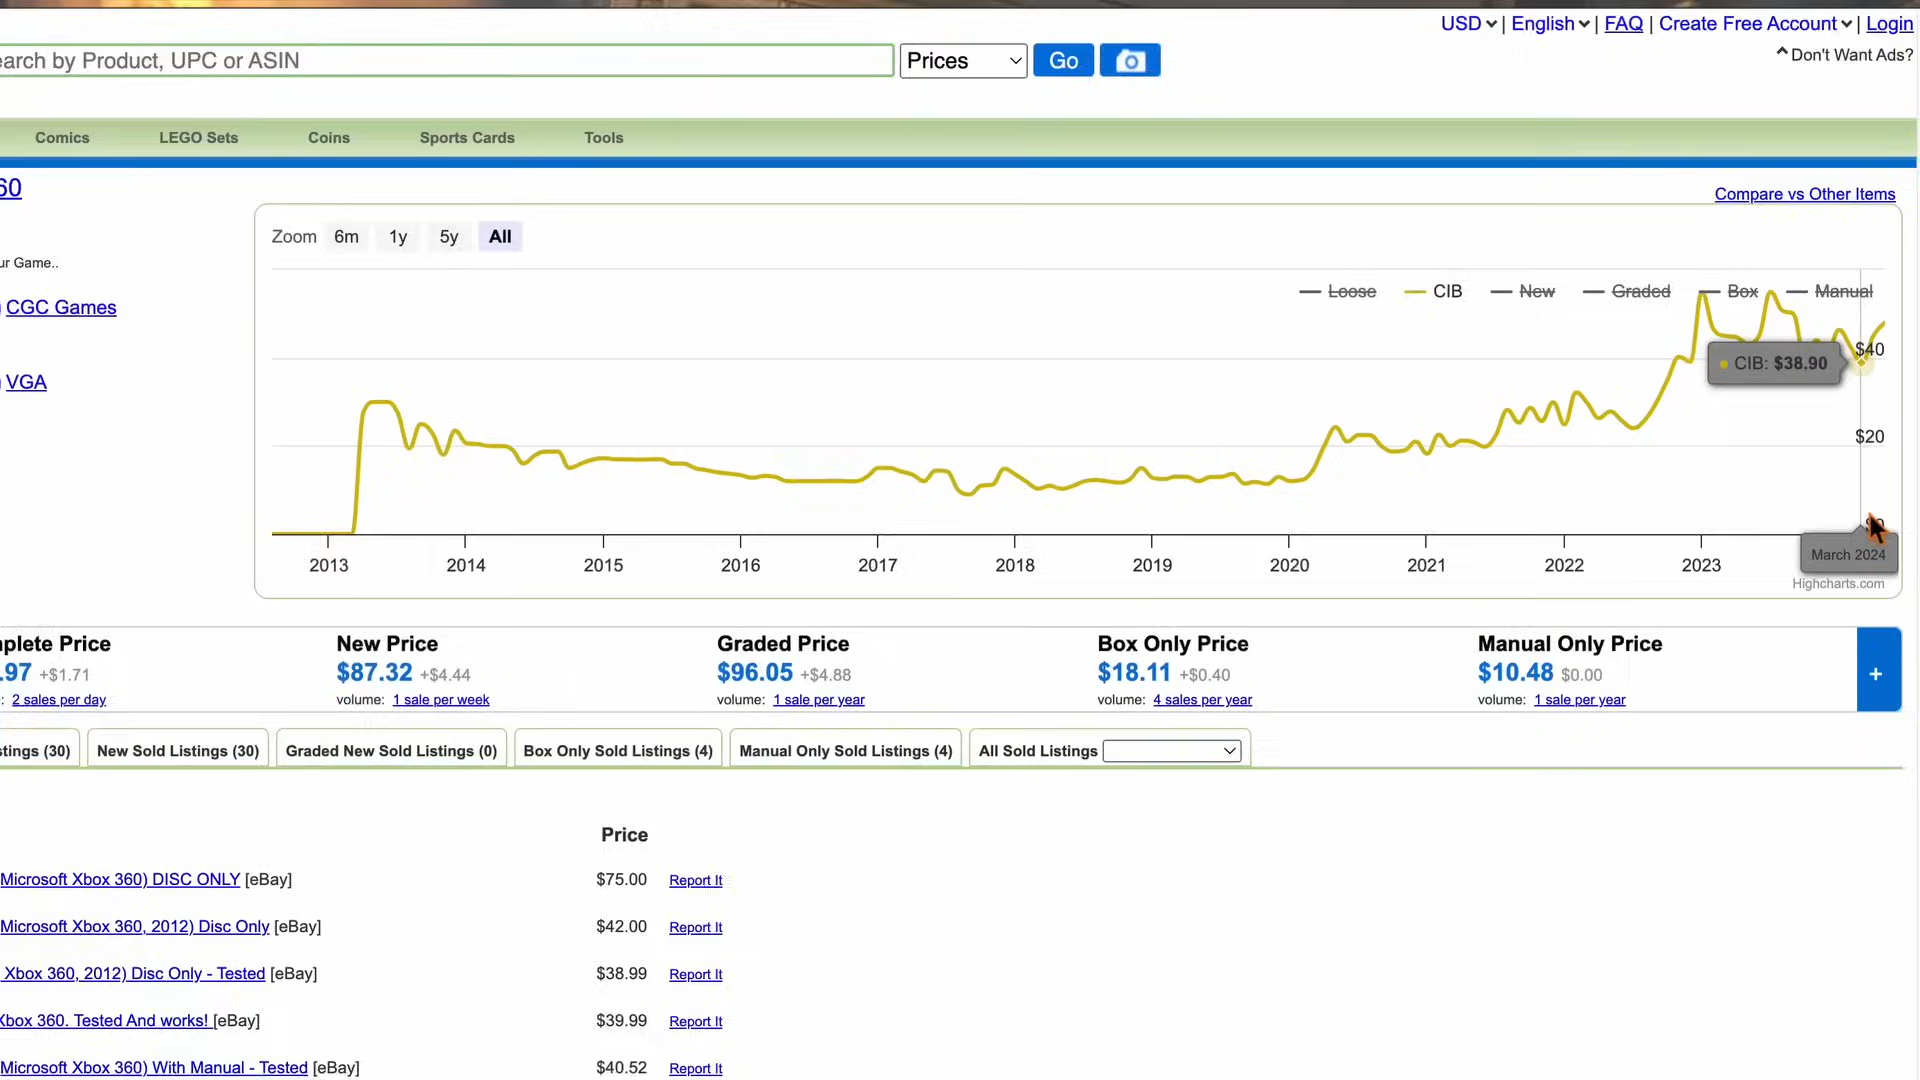 USD | English | FAQ | Create Free Account | Login
earch by Product, UPC or ASIN Prices Go
Don't Want Ads?
Comics LEGO Sets Coins Sports Cards Tools
60
Compare vs Other Items
Zoom 6m 1y 5y All
ur Game..
Loose CIB New Graded Box Manual
CGC Games
$40
CIB: $38.90
VGA
$20
March 2024
2013 2014 2015 2016 2017 2018 2019 2020 2021 2022 2023
Highcharts.com
plete Price New Price Graded Price Box Only Price Manual Only Price
.97 +$1.71 $87.32 +$4.44 $96.05 +$4.88 $18.11 +$0.40 $10.48 $0.00 +
: 2 sales per day volume: 1 sale per week volume: 1 sale per year volume: 4 sales per year volume: 1 sale per year
stings (30) New Sold Listings (30) Graded New Sold Listings (0) Box Only Sold Listings (4) Manual Only Sold Listings (4) All Sold Listings
Price
Microsoft Xbox 360) DISC ONLY [eBay] $75.00 Report It
Microsoft Xbox 360, 2012) Disc Only [eBay] $42.00 Report It
Xbox 360, 2012) Disc Only - Tested [eBay] $38.99 Report It
Xbox 360. Tested And works! [eBay] $39.99 Report It
Microsoft Xbox 360) With Manual - Tested [eBay] $40.52 Report It